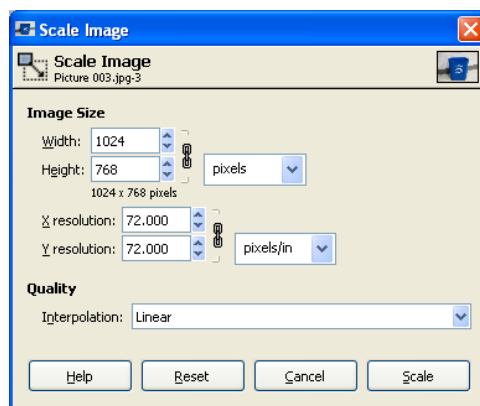 Scale Image
Scale Image
Picture 003.jpg-3
Image Size
Width: 1024
Height: 768 pixels
1024 x 768 pixels
X resolution: 72.000
Y resolution: 72.000 pixels/in
Quality
Interpolation: Linear
Help Reset Cancel Scale